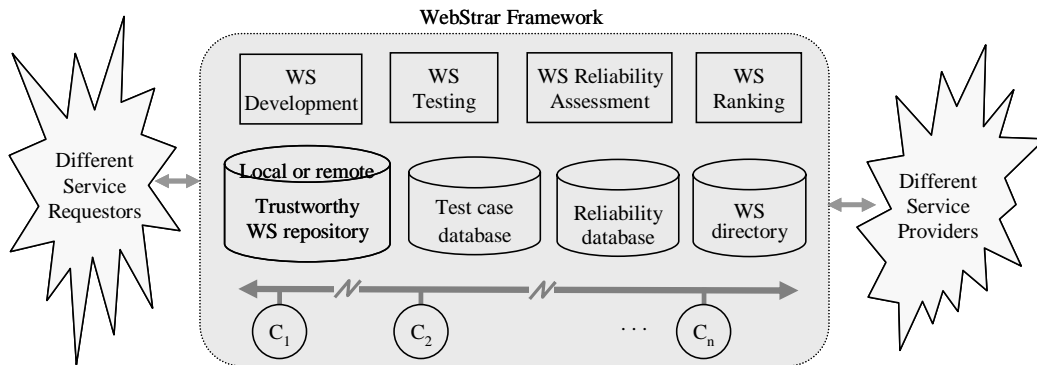 WebStrar Framework
WS
Development
WS
Testing
WS Reliability
Assessment
WS
Ranking
Different
Service
Requestors
Local or remote
Trustworthy
WS repository
Test case
database
Reliability
database
WS
directory
Different
Service
Providers
C1
C2
. . .
Cn